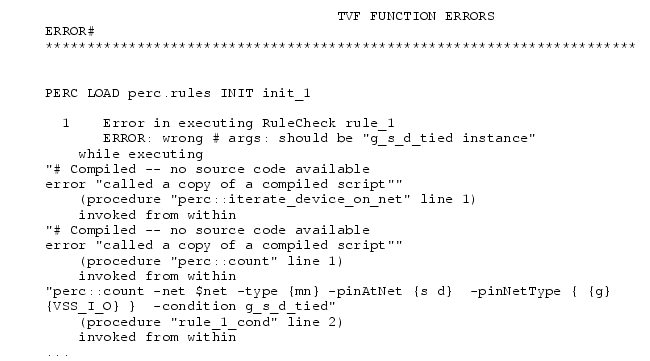 TVF FUNCTION ERRORS
ERROR#
***********************************************************************
PERC LOAD perc.rules INIT init_1
1 Error in executing RuleCheck rule_1
ERROR: wrong # args: should be "g_s_d_tied instance"
while executing
"# Compiled -- no source code available
error "called a copy of a compiled script""
(procedure "perc::iterate_device_on_net" line 1)
invoked from within
"# Compiled -- no source code available
error "called a copy of a compiled script""
(procedure "perc::count" line 1)
invoked from within
"perc::count -net $net -type {mn} -pinAtNet {s d} -pinNetType { {g}
{VSS_I_O} } -condition g_s_d_tied"
(procedure "rule_1_cond" line 2)
invoked from within
...